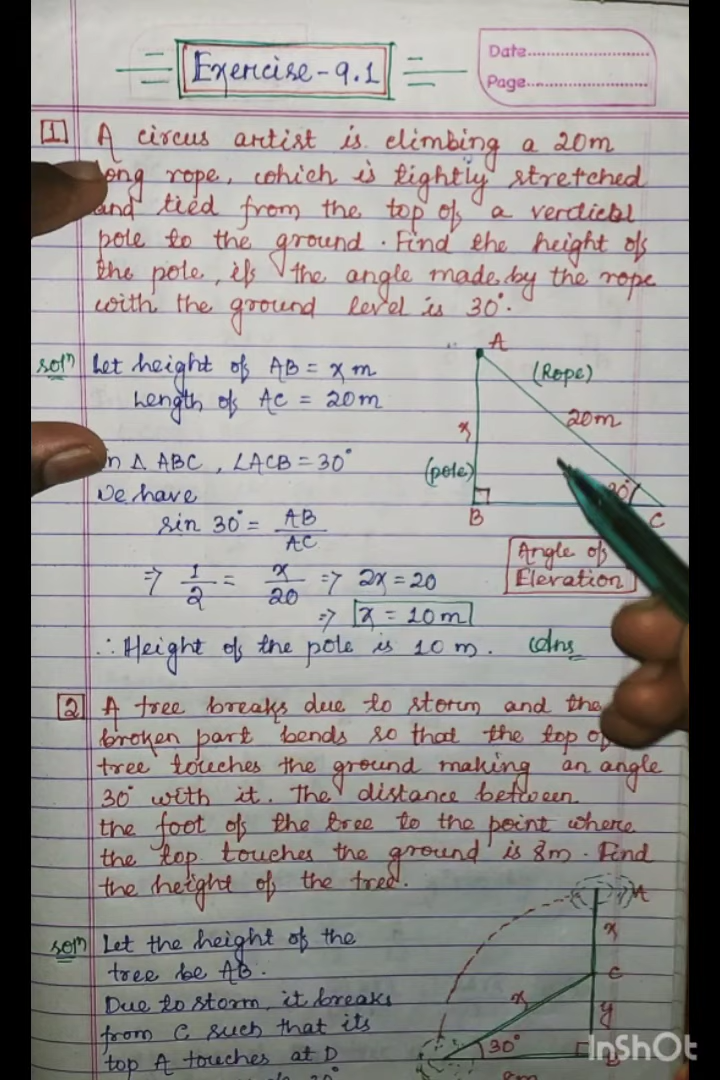 Exercise-9.1
Date
Page
1 A circus artist is climbing a 20m
rope, which is tightly stretched
and tied from the top of a vertical
pole to the ground. Find the height of
the pole, if the angle made by the rope
with the ground level is 30°.
Soln Let height of AB = x m
Length of AC = 20m
A
(Rope)
20m
x
(pole)
B
C
∆ ABC, ∠ACB = 30°
We have
sin 30° = AB/AC
⇒ 1/2 = x/20 ⇒ 2x = 20
⇒ x = 10m
Angle of
Elevation
∴ Height of the pole is 10 m. Ans
2 A tree breaks due to storm and the
broken part bends so that the top of
tree touches the ground making an angle
30° with it. The distance between
the foot of the tree to the point where
the top touches the ground is 8m. Find
the height of the tree.
Soln Let the height of the
tree be AB.
Due to storm, it breaks
from C such that its
top A touches at D
A
x
C
x
y
30°
B
8m
InShOt